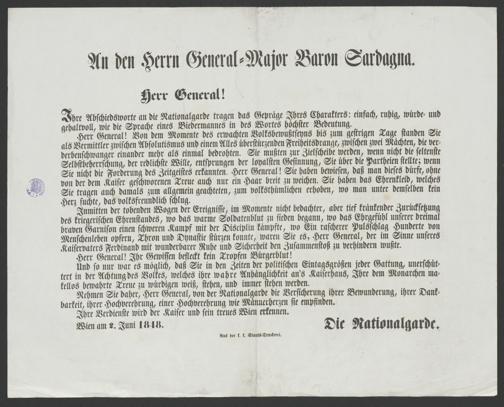 An den Herrn General-Major Baron Sardagna.
Herr General!
Ihre Abschiedsworte an die Nationalgarde tragen das Gepräge Ihres Charakters: einfach, ruhig, würde- und
gehaltvoll, wie die Sprache eines Biedermannes in des Wortes höchster Bedeutung.
Herr General! Von dem Momente des erwachten Volksbewußtseyns bis zum gestrigen Tage standen Sie
als Vermittler zwischen Absolutismus und einem Alles überstürzenden Freiheitsdrange, zwischen zwei Mächten, die ver-
derbenschwanger einander mehr als einmal bedrohten. Sie mußten zur Zielscheibe werden, wenn nicht die seltenste
Selbstbeherrschung, der redlichste Wille, entsprungen der loyalsten Gesinnung, Sie über die Partheien stellte; wenn
Sie nicht die Forderung des Zeitgeistes erkannten. Herr General! Sie haben bewiesen, daß man dieses dürfe, ohne
von der dem Kaiser geschworenen Treue auch nur ein Haar breit zu weichen. Sie haben das Ehrenkleid, welches
Sie tragen auch damals zum allgemein geachteten, zum volksthümlichen erhoben, wo man unter demselben kein
Herz suchte, das volksfreundlich schlug.
Inmitten der tobenden Wogen der Ereignisse, im Momente nicht bedachter, aber tief kränkender Zurücksetzung
des kriegerischen Ehrenstandes, wo das warme Soldatenblut zu sieden begann, wo das Ehrgefühl unserer dreimal
braven Garnison einen schweren Kampf mit der Disciplin kämpfte, wo Ein rascherer Pulsschlag Hunderte von
Menschenleben opfern, Thron und Dynastie stürzen konnte, waren Sie es, Herr General, der im Sinne unseres
Kaiservaters Ferdinand mit wunderbarer Ruhe und Sicherheit den Zusammenstoß zu verhindern wußte.
Herr General! Ihr Gewissen befleckt kein Tropfen Bürgerblut!
Und so nur war es möglich, daß Sie in den Zeiten der politischen Eintagsgrößen jeder Gattung, unerschüt-
tert in der Achtung des Volkes, welches ihre wahre Anhänglichkeit an's Kaiserhaus, Ihre dem Monarchen ma-
kellos bewahrte Treue zu würdigen weiß, stehen, und immer stehen werden.
Nehmen Sie daher, Herr General, von der Nationalgarde die Versicherung ihrer Bewunderung, ihrer Dank-
barkeit, ihrer Hochverehrung, einer Hochverehrung wie Männerherzen sie empfinden.
Ihre Verdienste wird der Kaiser und sein treues Wien erkennen.
Wien am 2. Juni 1848.
Die Nationalgarde.
Aus der k. k. Staats-Druckerei.